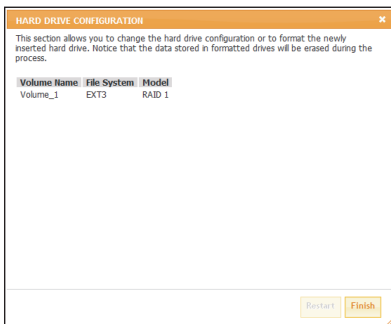 HARD DRIVE CONFIGURATION ×
This section allows you to change the hard drive configuration or to format the newly
inserted hard drive. Notice that the data stored in formatted drives will be erased during the
process.
Volume Name File System Model
Volume_1 EXT3 RAID 1
Restart Finish